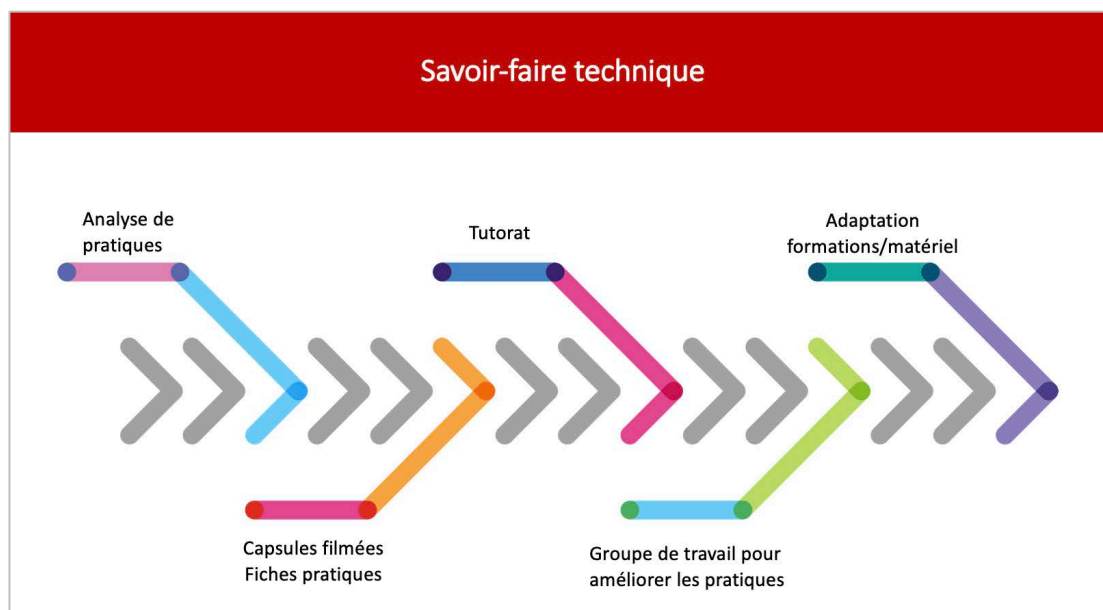 Savoir-faire technique
Analyse de
pratiques
Tutorat
Adaptation
formations/matériel
Capsules filmées
Fiches pratiques
Groupe de travail pour
améliorer les pratiques